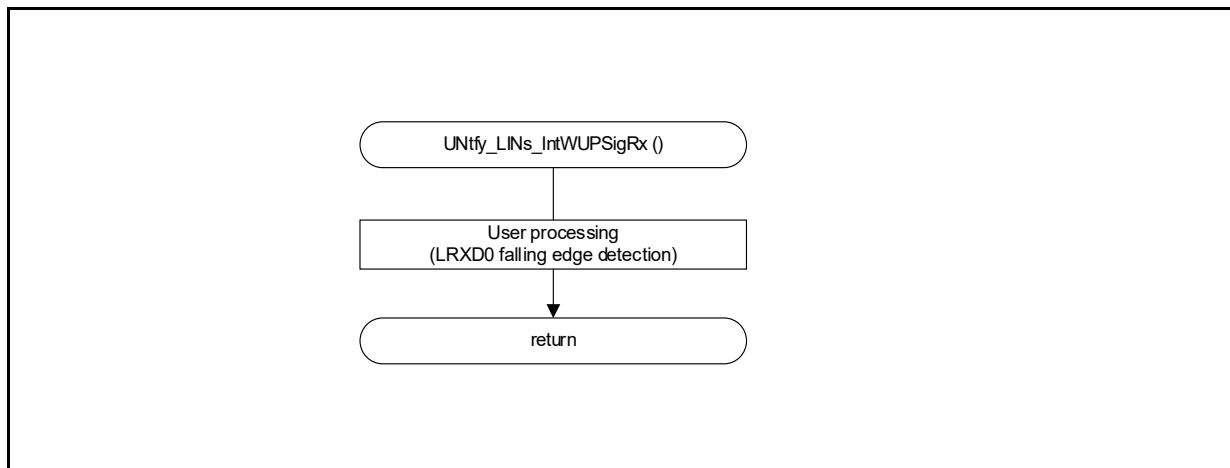 UNtfy_LINs_IntWUPSigRx ()
User processing
(LRXD0 falling edge detection)
return